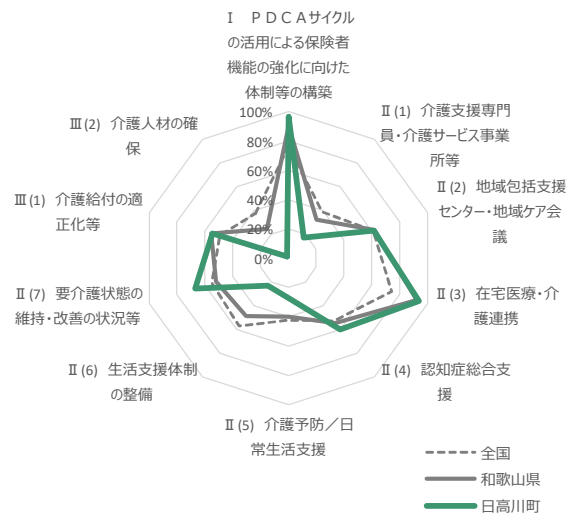 Ⅰ　ＰＤＣＡサイクル
の活用による保険者
機能の強化に向けた
体制等の構築
100%
80%
60%
40%
20%
0%
Ⅱ(1)　介護支援専門
員・介護サービス事業
所等
Ⅱ(2)　地域包括支援
センター・地域ケア会
議
Ⅱ(3)　在宅医療・介
護連携
Ⅱ(4)　認知症総合支
援
Ⅱ(5)　介護予防／日
常生活支援
Ⅱ(6)　生活支援体制
の整備
Ⅱ(7)　要介護状態の
維持・改善の状況等
Ⅲ(1)　介護給付の適
正化等
Ⅲ(2)　介護人材の確
保
全国
和歌山県
日高川町